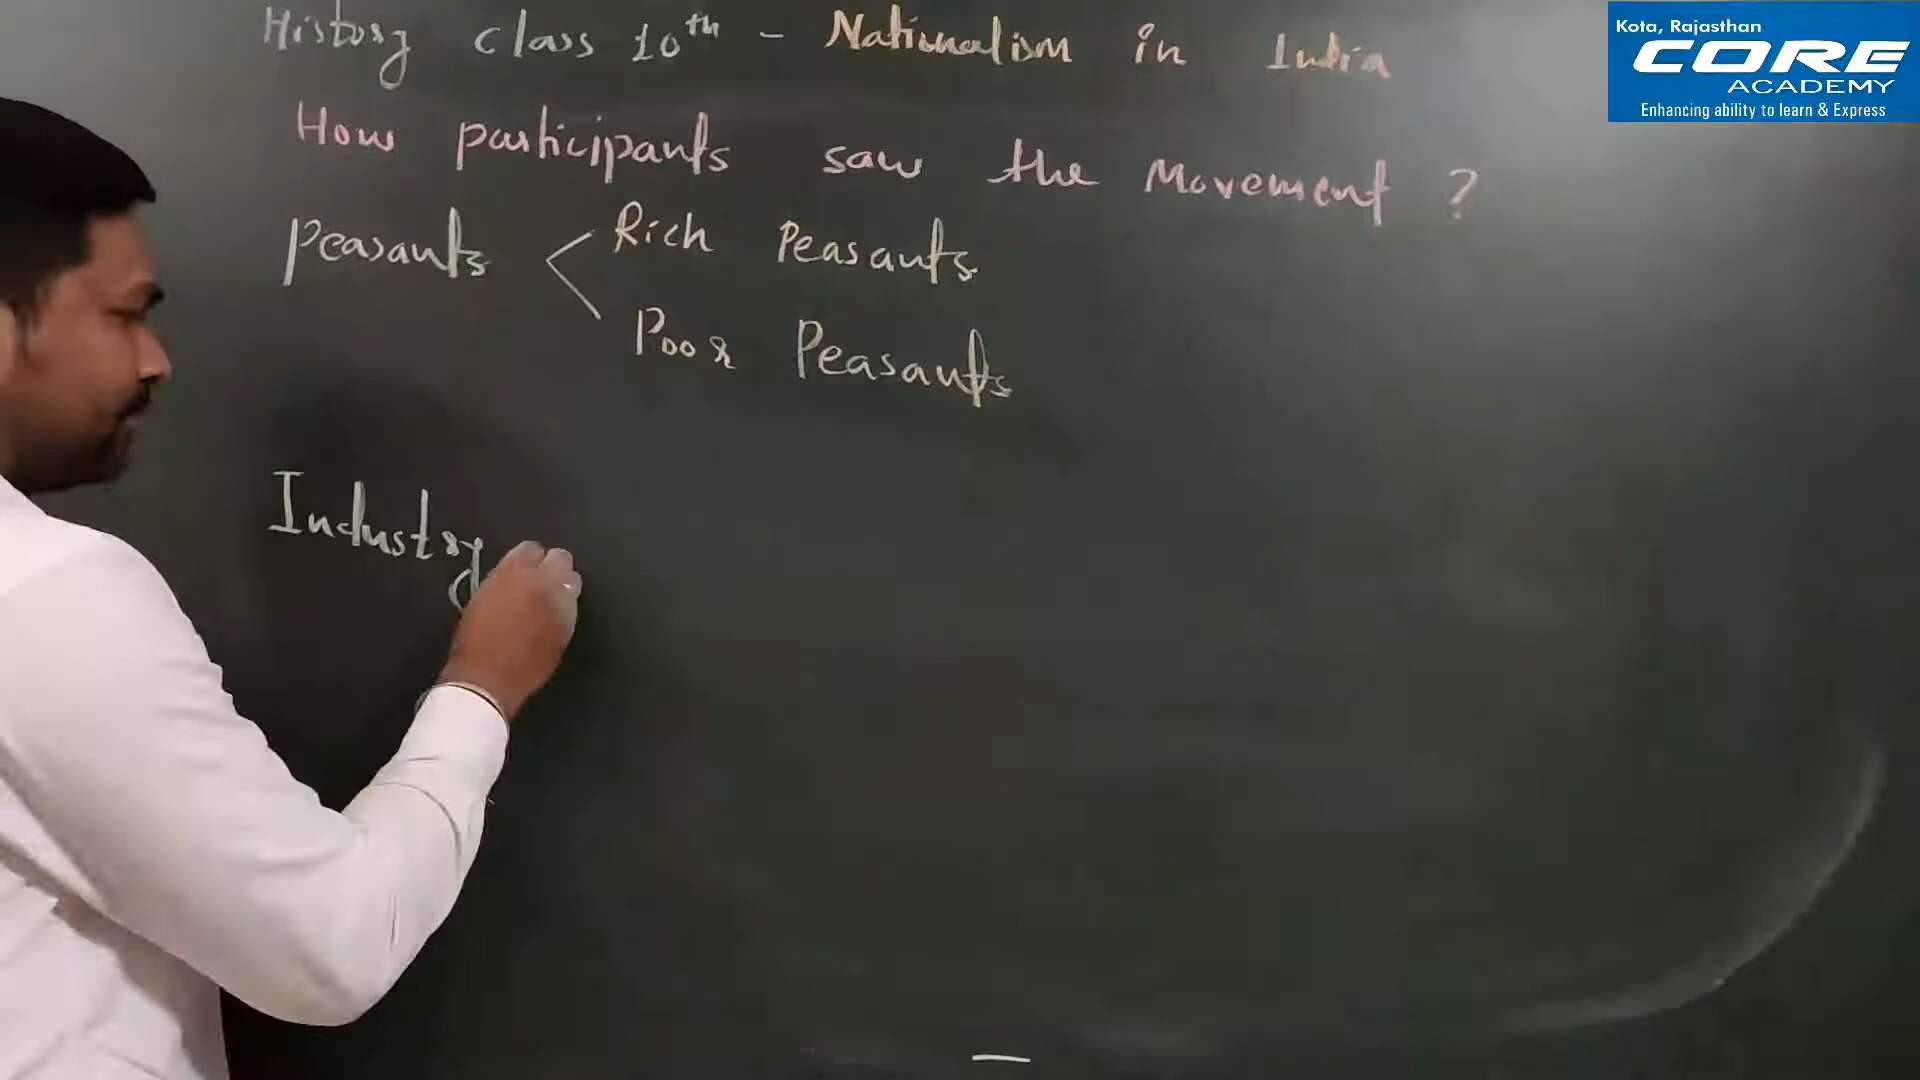 History class 10th - Nationalism in India
Kota, Rajasthan
CORE
ACADEMY
Enhancing ability to learn & Express
How participants saw the Movement ?
Peasants < Rich Peasants
Poor Peasants
Industry